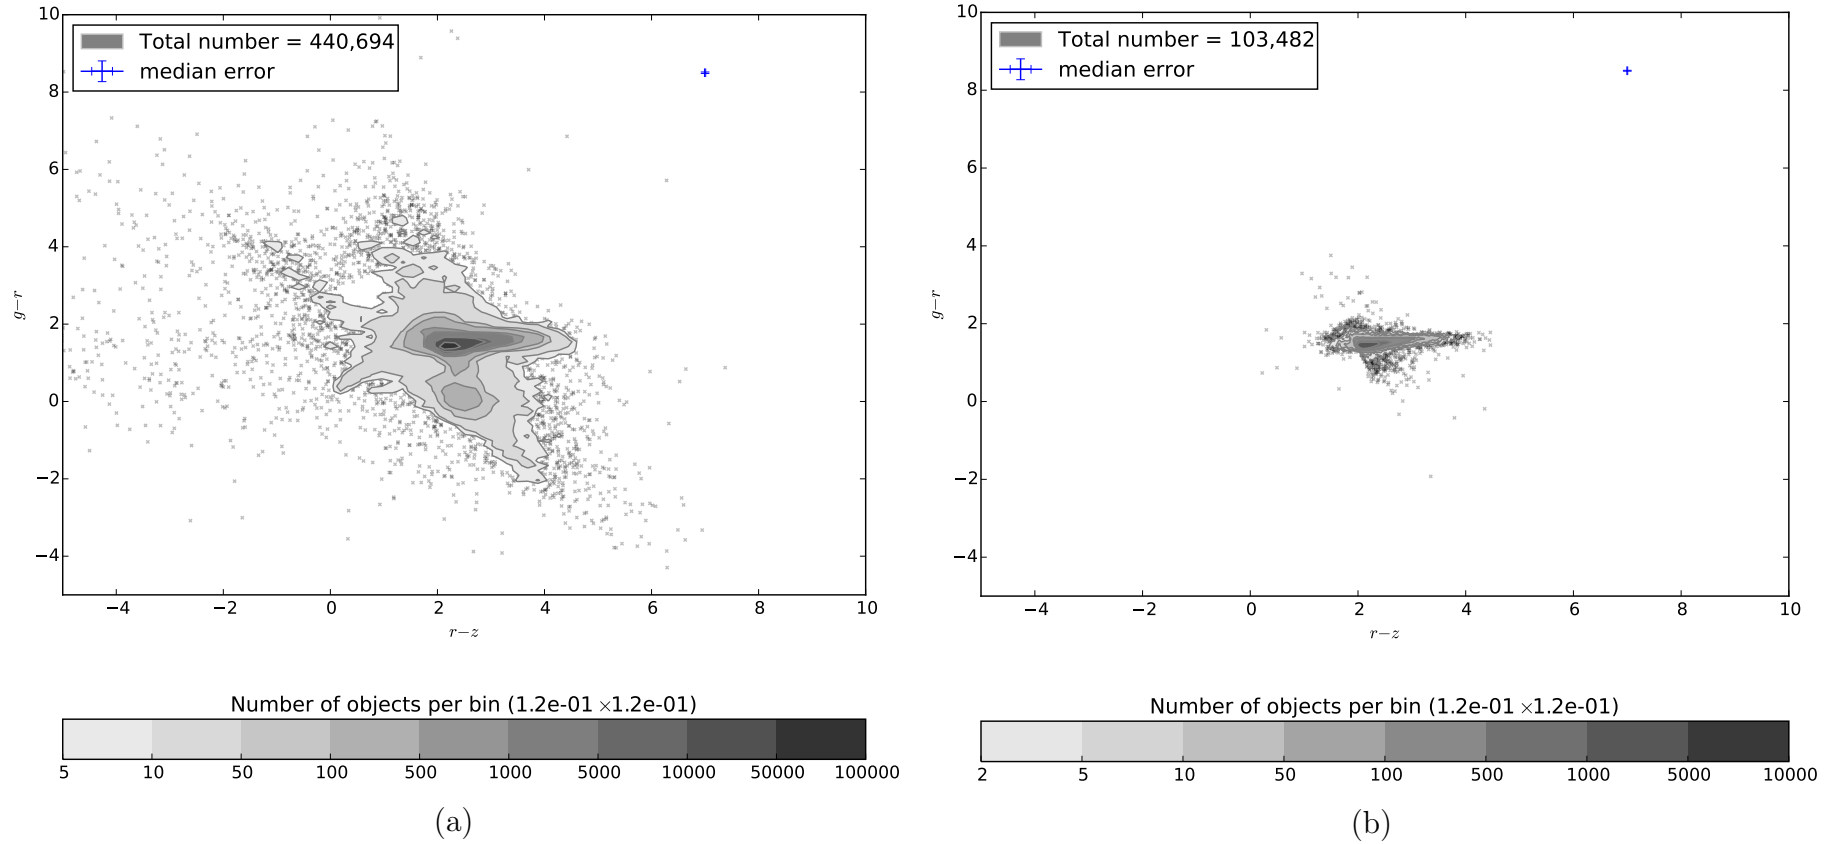 10
8
6
4
2
0
−2
−4
g−r
Total number = 440,694
median error
−4 −2 0 2 4 6 8 10
r−z
Number of objects per bin (1.2e-01 ×1.2e-01)
5 10 50 100 500 1000 5000 10000 50000 100000
(a)
10
8
6
4
2
0
−2
−4
g−r
Total number = 103,482
median error
−4 −2 0 2 4 6 8 10
r−z
Number of objects per bin (1.2e-01 ×1.2e-01)
2 5 10 50 100 500 1000 5000 10000
(b)